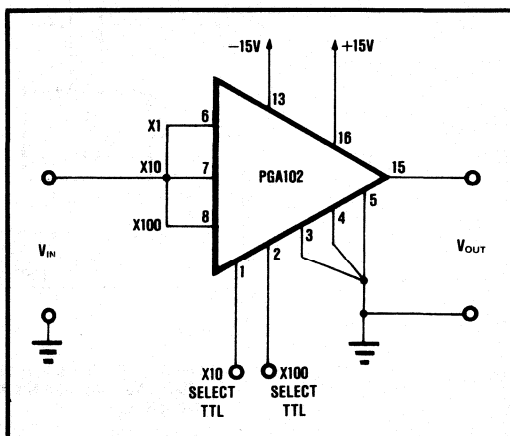 −15V +15V
13
16
X1 6
X10 7 PGA102 15
X100 8 5
4
3
2
1
V_IN V_OUT
X10 SELECT TTL
X100 SELECT TTL